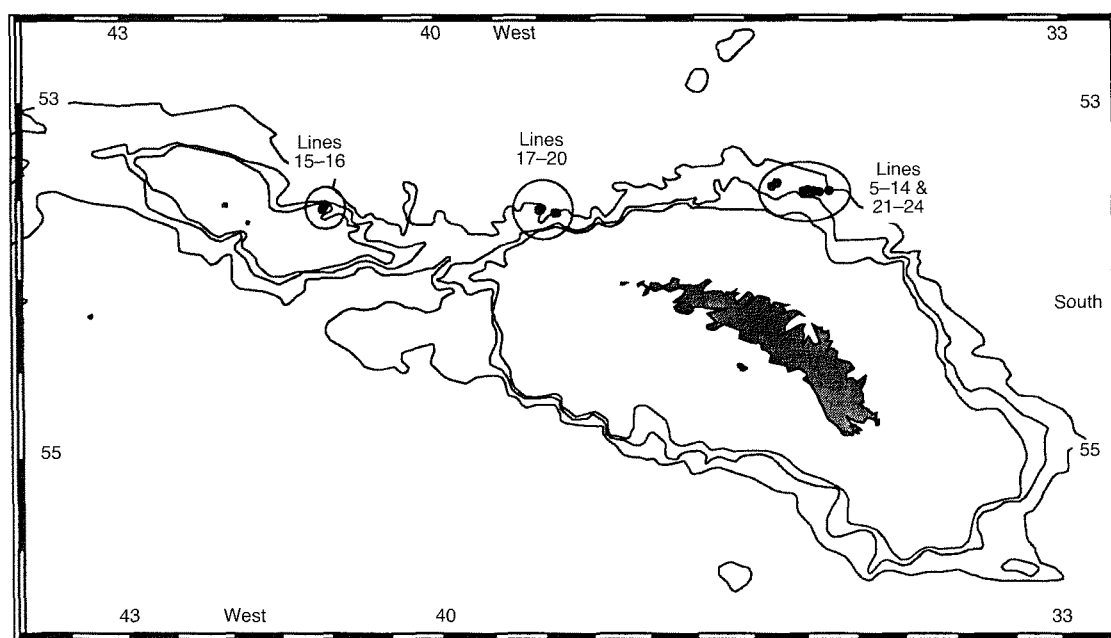 43 40 West 33
53 53
Lines
15–16
Lines
17–20
Lines
5–14 &
21–24
South
55 55
43 West 40 33